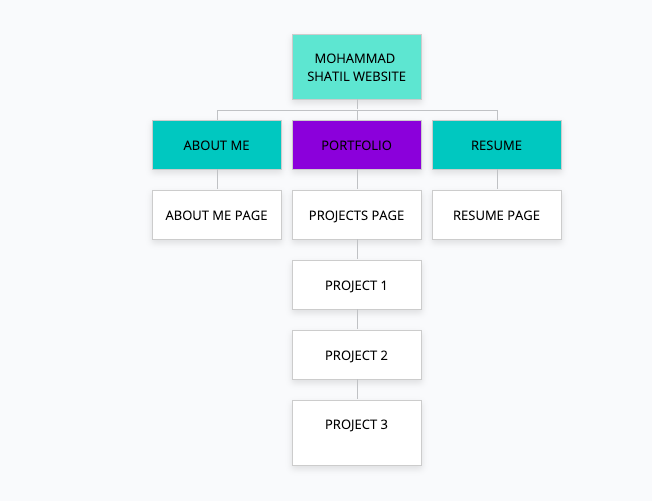 MOHAMMAD
SHATIL WEBSITE
ABOUT ME
PORTFOLIO
RESUME
ABOUT ME PAGE
PROJECTS PAGE
RESUME PAGE
PROJECT 1
PROJECT 2
PROJECT 3